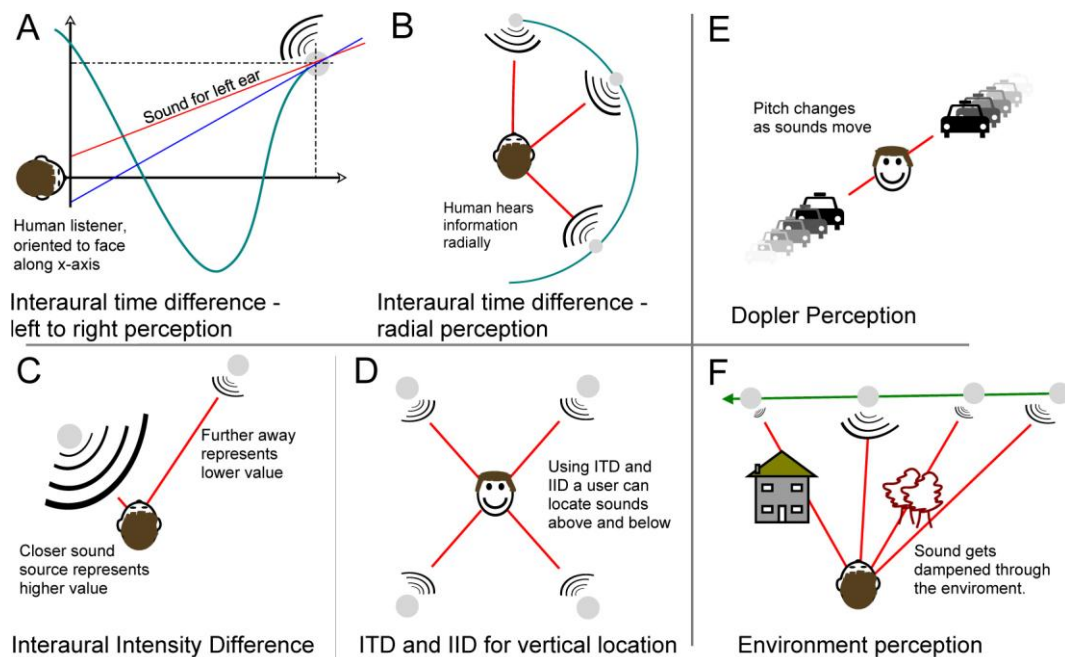 A
Sound for left ear
Human listener,
oriented to face
along x-axis
Interaural time difference -
left to right perception
B
Human hears
information
radially
Interaural time difference -
radial perception
E
Pitch changes
as sounds move
Dopler Perception
C
Further away
represents
lower value
Closer sound
source represents
higher value
Interaural Intensity Difference
D
Using ITD and
IID a user can
locate sounds
above and below
ITD and IID for vertical location
F
Sound gets
dampened through
the enviroment.
Environment perception